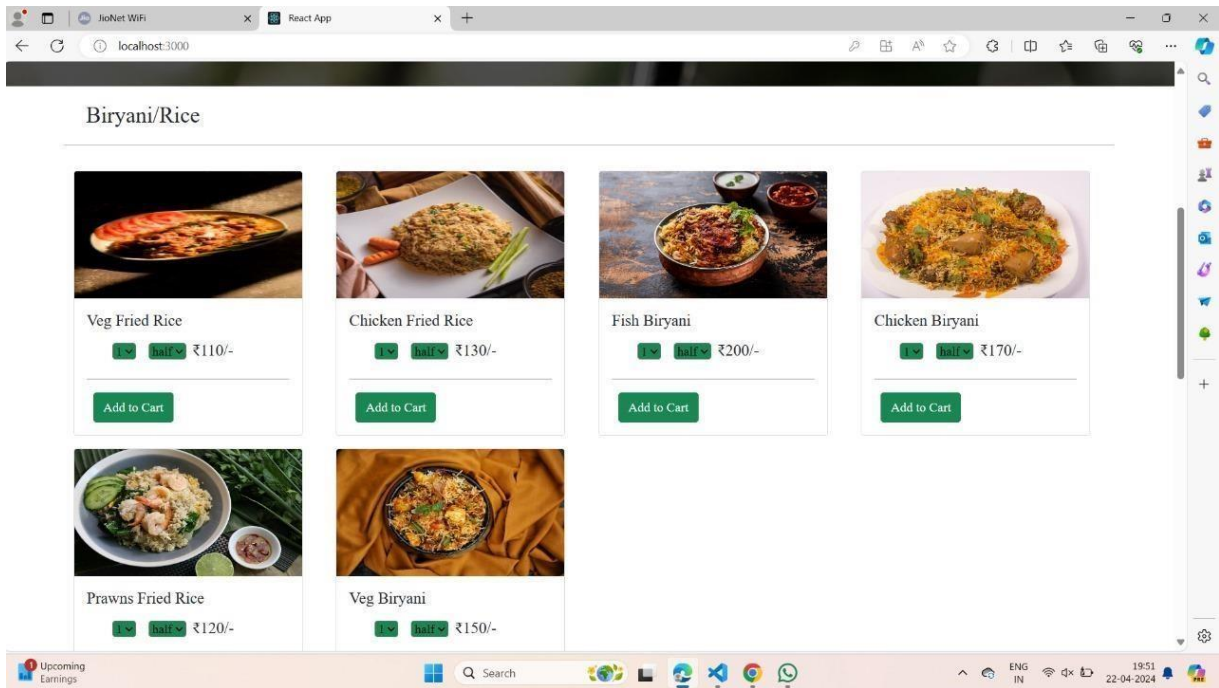 JioNet WiFi
React App
localhost:3000
Biryani/Rice
Veg Fried Rice
1 half ₹110/-
Add to Cart
Chicken Fried Rice
1 half ₹130/-
Add to Cart
Fish Biryani
1 half ₹200/-
Add to Cart
Chicken Biryani
1 half ₹170/-
Add to Cart
Prawns Fried Rice
1 half ₹120/-
Veg Biryani
1 half ₹150/-
1
Upcoming
Earnings
Search
ENG
IN
19:51
22-04-2024